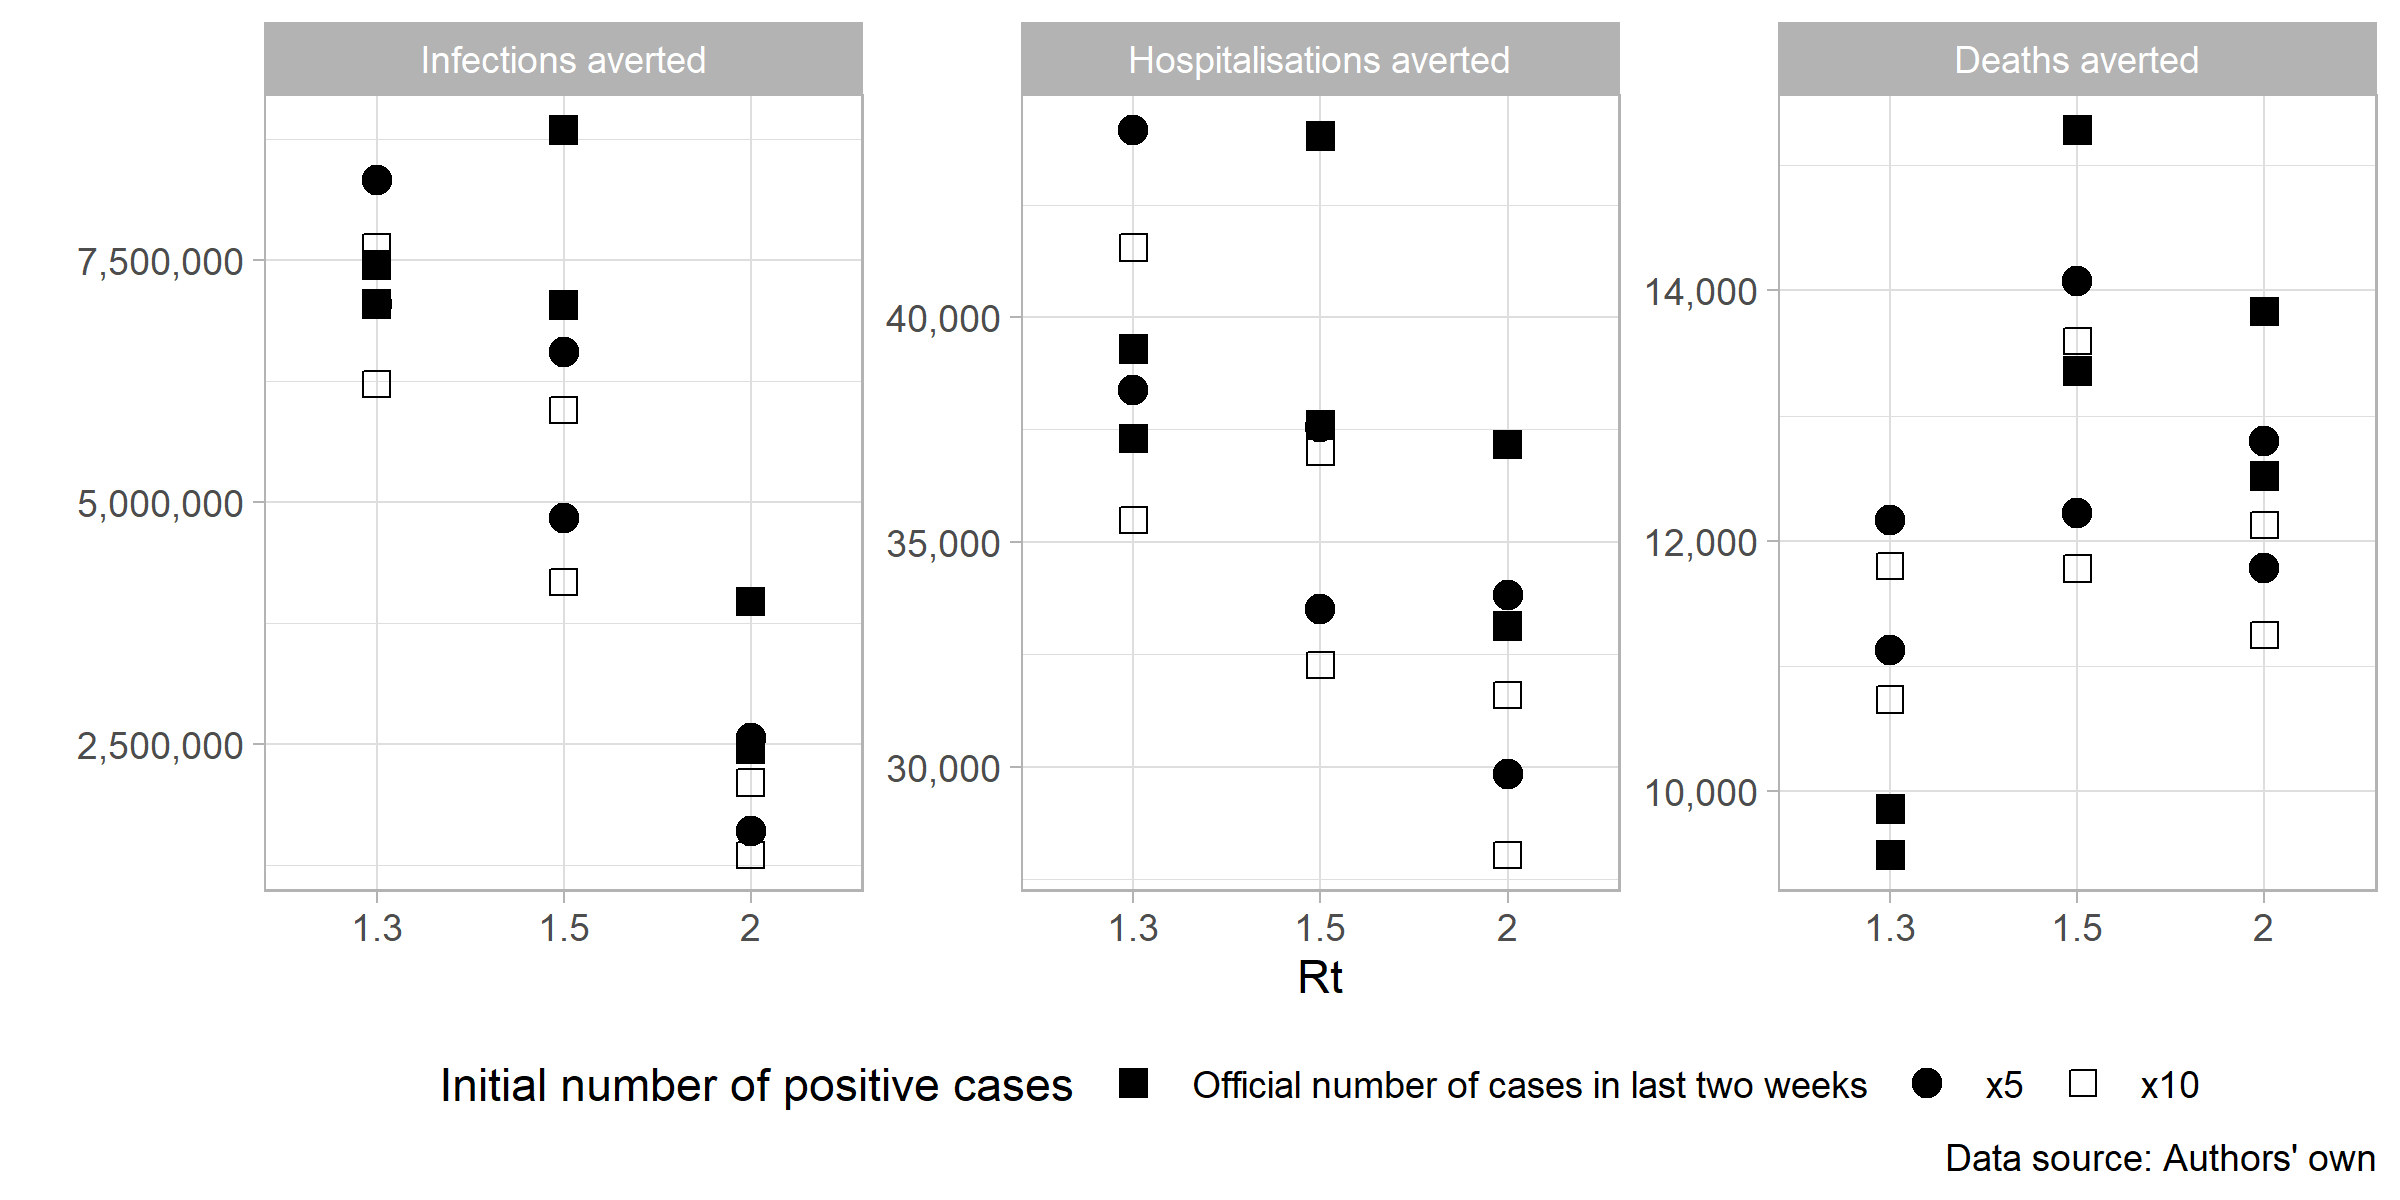 Infections averted
Hospitalisations averted
Deaths averted
7,500,000
5,000,000
2,500,000
40,000
35,000
30,000
14,000
12,000
10,000
1.3 1.5 2
1.3 1.5 2
1.3 1.5 2
Rt
Initial number of positive cases Official number of cases in last two weeks x5 x10
Data source: Authors' own